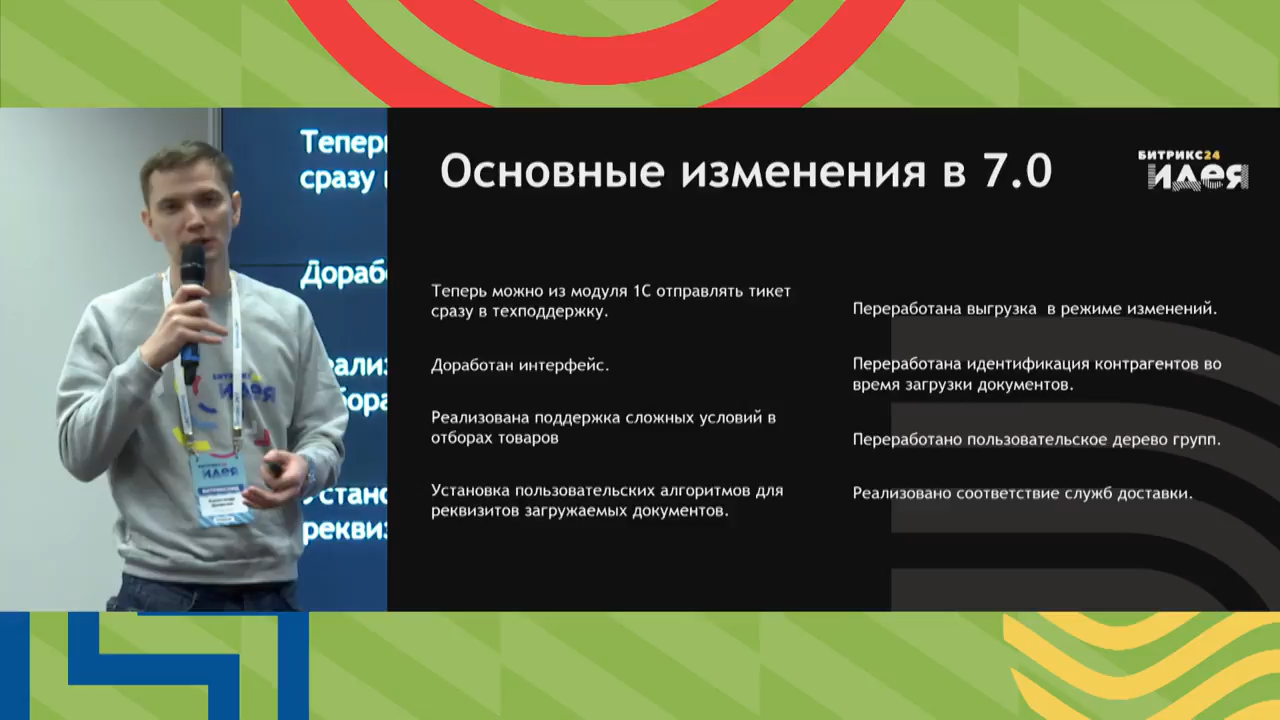 Основные изменения в 7.0
БИТРИКС24
идея
Теперь можно из модуля 1С отправлять тикет
сразу в техподдержку.
Доработан интерфейс.
Реализована поддержка сложных условий в
отборах товаров
Установка пользовательских алгоритмов для
реквизитов загружаемых документов.
Переработана выгрузка в режиме изменений.
Переработана идентификация контрагентов во
время загрузки документов.
Переработано пользовательское дерево групп.
Реализовано соответствие служб доставки.
сразу
идея